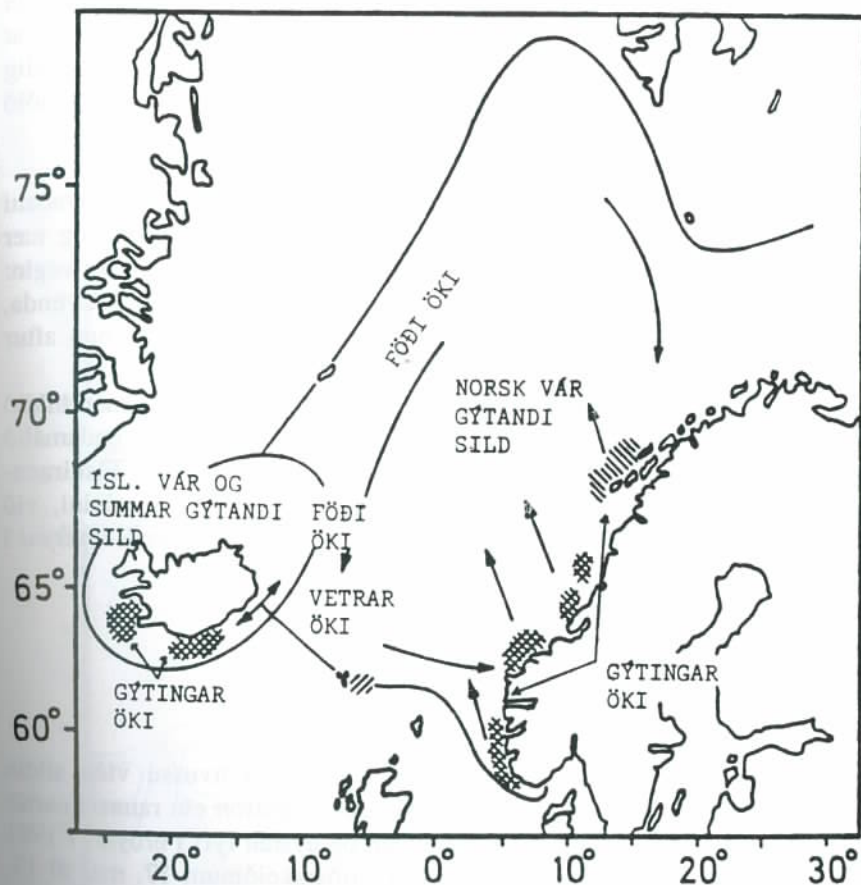 75°
70°
65°
60°
FÖÐI ÖKI
NORSK VÁR
GÝTANDI
SILD
ÍSL. VÁR OG
SUMMAR GÝTANDI
SILD
FÖÐI
ÖKI
VETRAR
ÖKI
GÝTINGAR
ÖKI
GÝTINGAR
ÖKI
20° 10° 0° 0° 10° 20° 30°